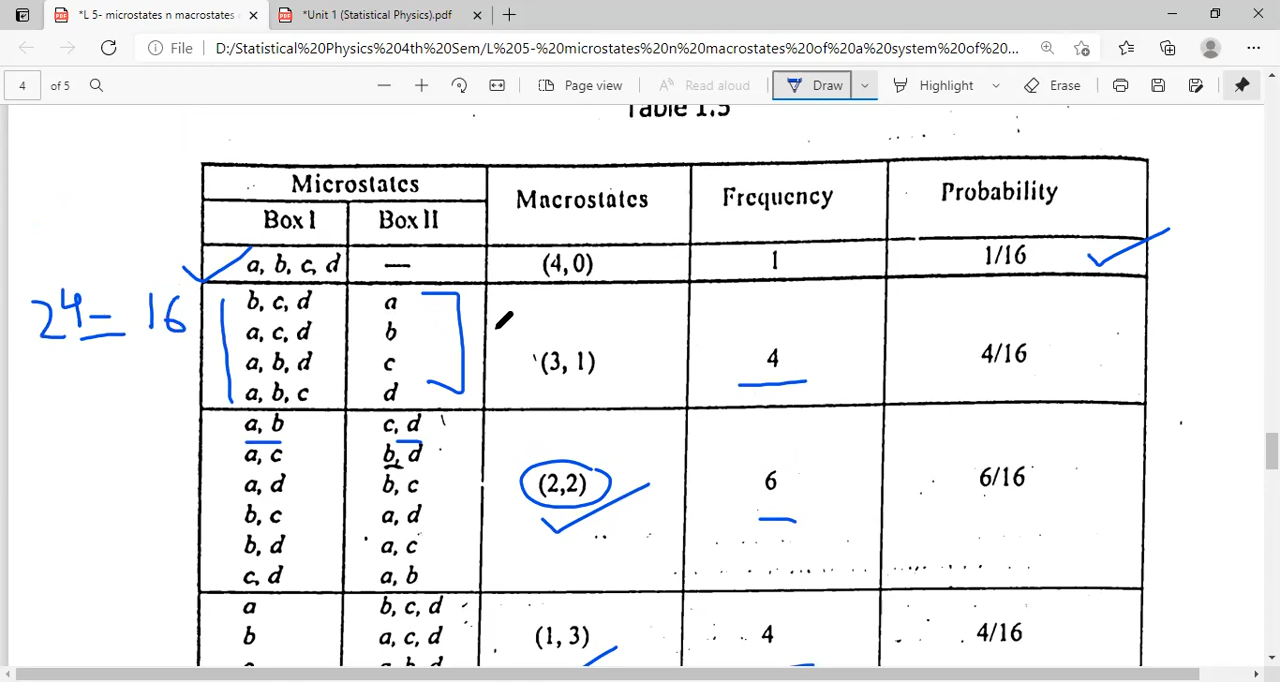 *L 5- microstates n macrostates
*Unit 1 (Statistical Physics).pdf
File D:/Statistical%20Physics%204th%20Sem/L%205-%20microstates%20n%20macrostates%20of%20a%20system%20of%20...
4 of 5 Page view Read aloud Draw Highlight Erase
Table 1.5
Microstates Macrostates Frequency Probability
Box I Box II
a, b, c, d — (4, 0) 1 1/16
2⁴= 16
b, c, d a
a, c, d b
a, b, d c (3, 1) 4 4/16
a, b, c d
a, b c, d
a, c b, d
a, d b, c (2,2) 6 6/16
b, c a, d
b, d a, c
c, d a, b
a b, c, d
b a, c, d (1, 3) 4 4/16